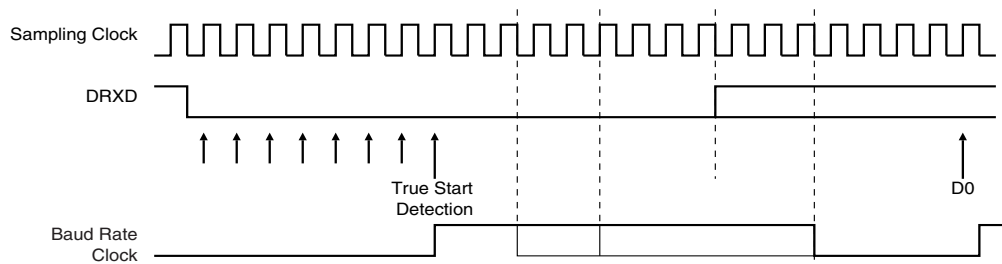 Sampling Clock
DRXD
True Start
Detection
D0
Baud Rate
Clock